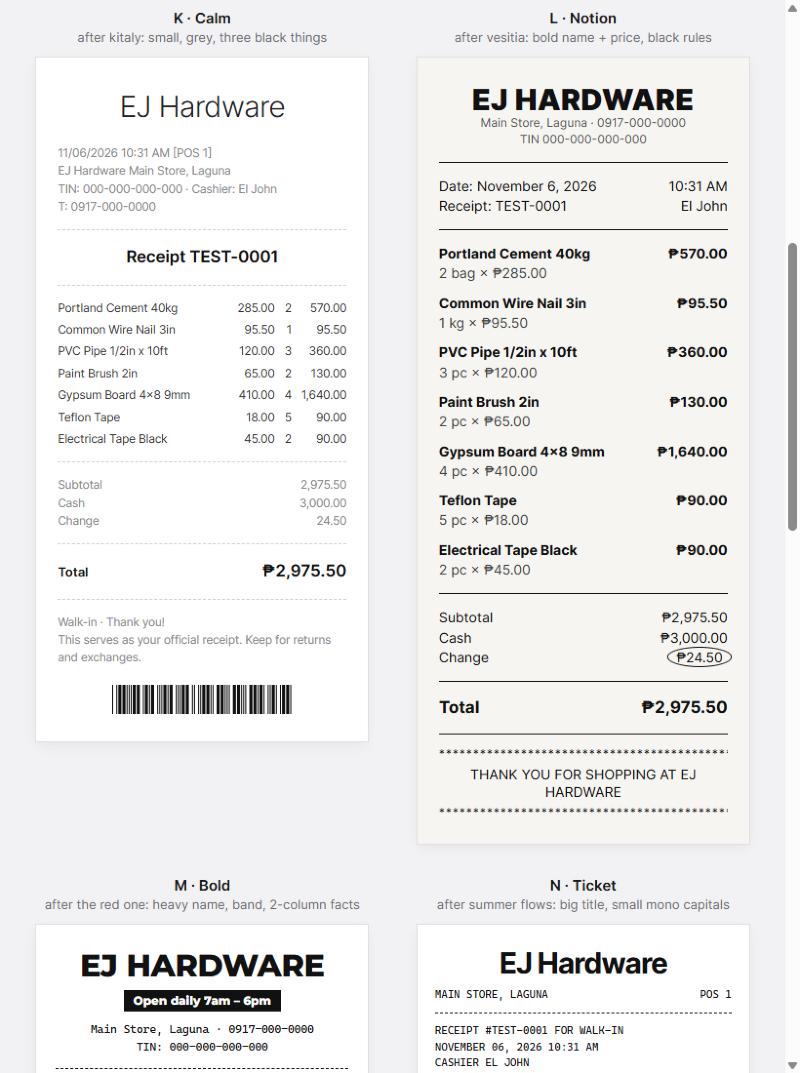 K · Calm
after kitaly: small, grey, three black things
EJ Hardware
11/06/2026 10:31 AM [POS 1]
EJ Hardware Main Store, Laguna
TIN: 000-000-000-000 · Cashier: El John
T: 0917-000-0000
Receipt TEST-0001
Portland Cement 40kg 285.00 2 570.00
Common Wire Nail 3in 95.50 1 95.50
PVC Pipe 1/2in x 10ft 120.00 3 360.00
Paint Brush 2in 65.00 2 130.00
Gypsum Board 4×8 9mm 410.00 4 1,640.00
Teflon Tape 18.00 5 90.00
Electrical Tape Black 45.00 2 90.00
Subtotal 2,975.50
Cash 3,000.00
Change 24.50
Total ₱2,975.50
Walk-in · Thank you!
This serves as your official receipt. Keep for returns
and exchanges.
L · Notion
after vesitia: bold name + price, black rules
EJ HARDWARE
Main Store, Laguna · 0917-000-0000
TIN 000-000-000-000
Date: November 6, 2026 10:31 AM
Receipt: TEST-0001 El John
Portland Cement 40kg ₱570.00
2 bag × ₱285.00
Common Wire Nail 3in ₱95.50
1 kg × ₱95.50
PVC Pipe 1/2in x 10ft ₱360.00
3 pc × ₱120.00
Paint Brush 2in ₱130.00
2 pc × ₱65.00
Gypsum Board 4×8 9mm ₱1,640.00
4 pc × ₱410.00
Teflon Tape ₱90.00
5 pc × ₱18.00
Electrical Tape Black ₱90.00
2 pc × ₱45.00
Subtotal ₱2,975.50
Cash ₱3,000.00
Change ₱24.50
Total ₱2,975.50
****************************************
THANK YOU FOR SHOPPING AT EJ
HARDWARE
****************************************
M · Bold
after the red one: heavy name, band, 2-column facts
EJ HARDWARE
Open daily 7am – 6pm
Main Store, Laguna · 0917-000-0000
TIN: 000-000-000-000
N · Ticket
after summer flows: big title, small mono capitals
EJ Hardware
MAIN STORE, LAGUNA POS 1
RECEIPT #TEST-0001 FOR WALK-IN
NOVEMBER 06, 2026 10:31 AM
CASHIER EL JOHN